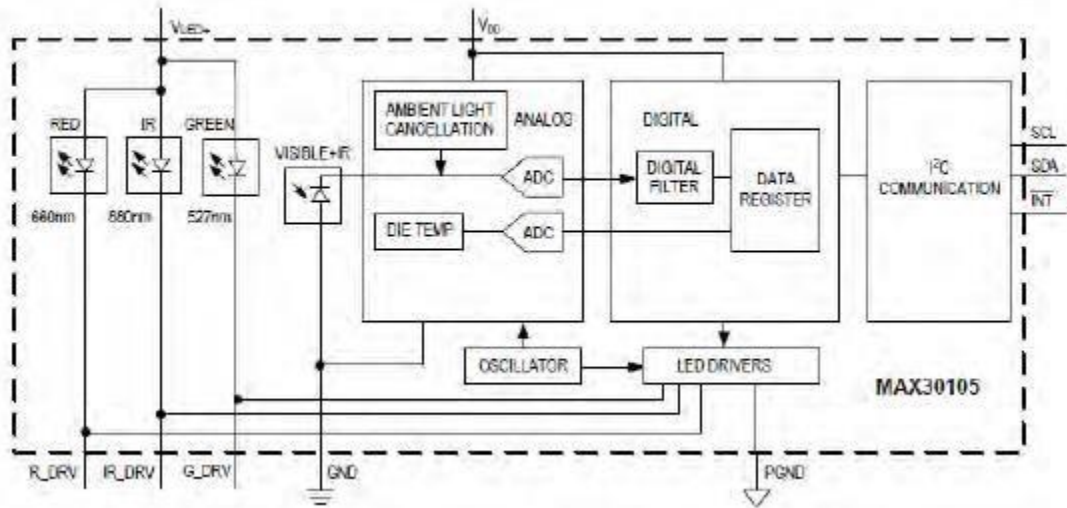 VLED+
VDD
RED
IR
GREEN
VISIBLE+IR
AMBIENT LIGHT
CANCELLATION
ANALOG
DIGITAL
ADC
DIGITAL
FILTER
DATA
REGISTER
I²C
COMMUNICATION
SCL
SDA
INT
660nm
880nm
527nm
DIE TEMP
ADC
OSCILLATOR
LED DRIVERS
MAX30105
R_DRV
IR_DRV
G_DRV
GND
PGND